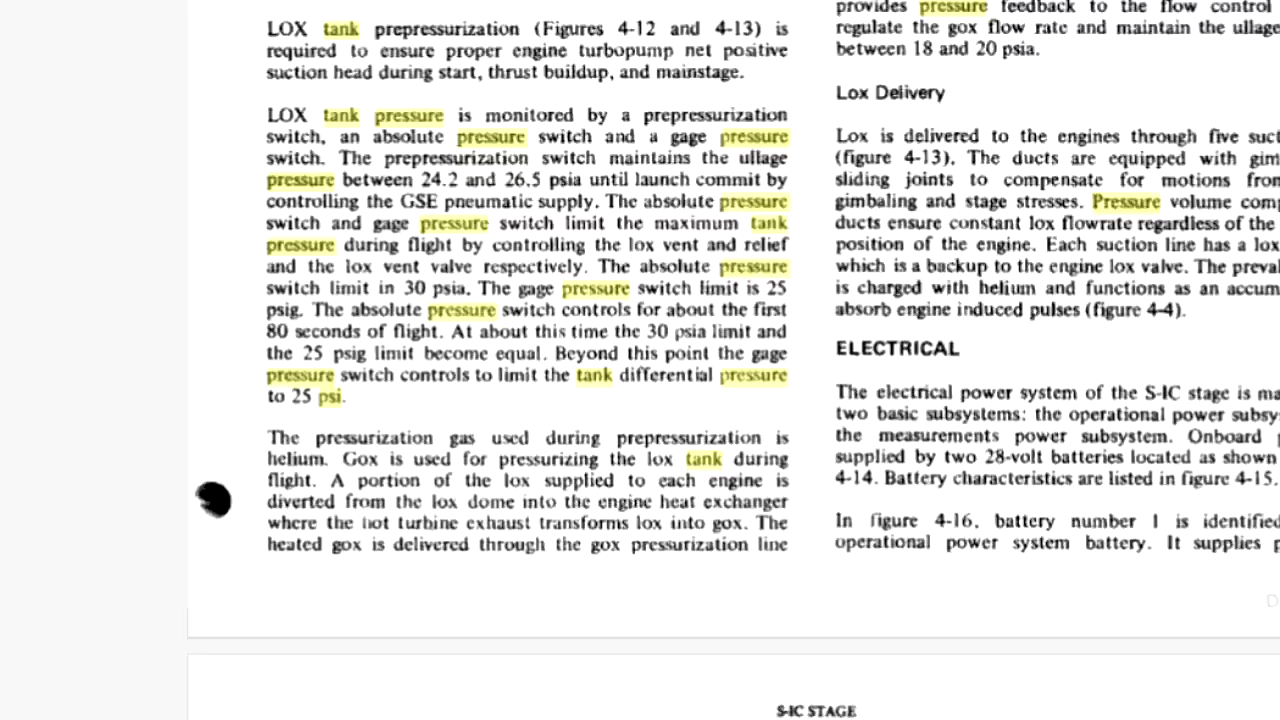 LOX tank prepressurization (Figures 4-12 and 4-13) is
required to ensure proper engine turbopump net positive
suction head during start, thrust buildup, and mainstage.
LOX tank pressure is monitored by a prepressurization
switch, an absolute pressure switch and a gage pressure
switch. The prepressurization switch maintains the ullage
pressure between 24.2 and 26.5 psia until launch commit by
controlling the GSE pneumatic supply. The absolute pressure
switch and gage pressure switch limit the maximum tank
pressure during flight by controlling the lox vent and relief
and the lox vent valve respectively. The absolute pressure
switch limit in 30 psia. The gage pressure switch limit is 25
psig. The absolute pressure switch controls for about the first
80 seconds of flight. At about this time the 30 psia limit and
the 25 psig limit become equal. Beyond this point the gage
pressure switch controls to limit the tank differential pressure
to 25 psi.
The pressurization gas used during prepressurization is
helium. Gox is used for pressurizing the lox tank during
flight. A portion of the lox supplied to each engine is
diverted from the lox dome into the engine heat exchanger
where the hot turbine exhaust transforms lox into gox. The
heated gox is delivered through the gox pressurization line
provides pressure feedback to the flow control
regulate the gox flow rate and maintain the ullage
between 18 and 20 psia.
Lox Delivery
Lox is delivered to the engines through five suct
(figure 4-13). The ducts are equipped with gim
sliding joints to compensate for motions from
gimbaling and stage stresses. Pressure volume comp
ducts ensure constant lox flowrate regardless of the
position of the engine. Each suction line has a lox
which is a backup to the engine lox valve. The preval
is charged with helium and functions as an accum
absorb engine induced pulses (figure 4-4).
ELECTRICAL
The electrical power system of the S-IC stage is ma
two basic subsystems: the operational power subsy
the measurements power subsystem. Onboard p
supplied by two 28-volt batteries located as shown
4-14. Battery characteristics are listed in figure 4-15.
In figure 4-16, battery number 1 is identified
operational power system battery. It supplies p
D
S-IC STAGE